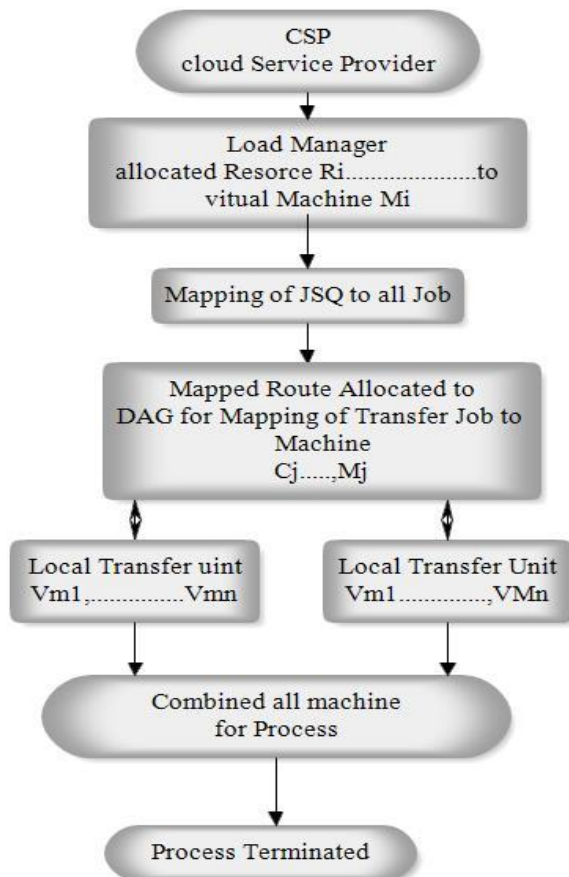 CSP
cloud Service Provider
Load Manager
allocated Resorce Ri.....................to
vitual Machine Mi
Mapping of JSQ to all Job
Mapped Route Allocated to
DAG for Mapping of Transfer Job to
Machine
Cj.....,Mj
Local Transfer uint
Vm1,...............Vmn
Local Transfer Unit
Vm1..............,VMn
Combined all machine
for Process
Process Terminated